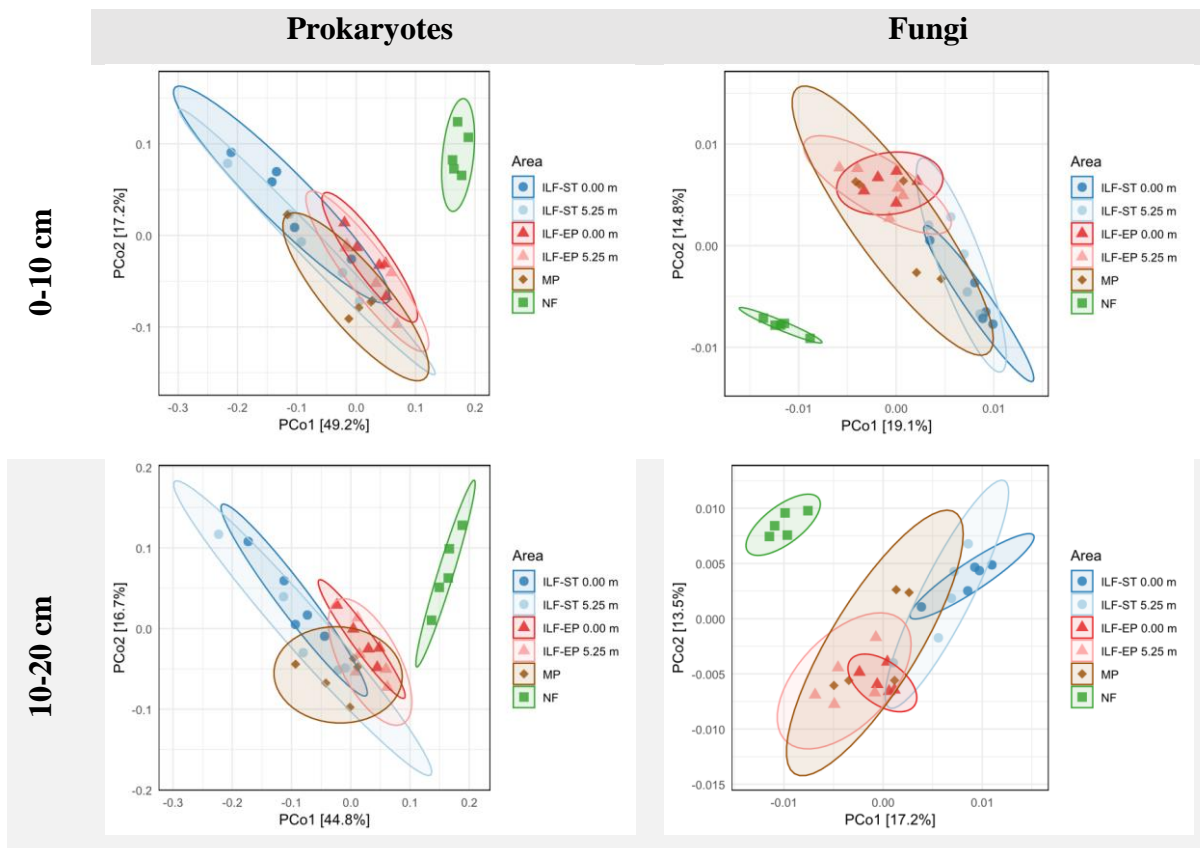 Prokaryotes
Fungi
0-10 cm
PCo2 [17.2%]
0.1
0.0
-0.1
-0.3
-0.2
-0.1
0.0
0.1
0.2
PCo1 [49.2%]
Area
ILF-ST 0.00 m
ILF-ST 5.25 m
ILF-EP 0.00 m
ILF-EP 5.25 m
MP
NF
PCo2 [14.8%]
0.01
0.00
-0.01
-0.01
0.00
0.01
PCo1 [19.1%]
Area
ILF-ST 0.00 m
ILF-ST 5.25 m
ILF-EP 0.00 m
ILF-EP 5.25 m
MP
NF
10-20 cm
PCo2 [16.7%]
0.2
0.1
0.0
-0.1
-0.2
-0.3
-0.2
-0.1
0.0
0.1
0.2
PCo1 [44.8%]
Area
ILF-ST 0.00 m
ILF-ST 5.25 m
ILF-EP 0.00 m
ILF-EP 5.25 m
MP
NF
PCo2 [13.5%]
0.010
0.005
0.000
-0.005
-0.010
-0.015
-0.01
0.00
0.01
PCo1 [17.2%]
Area
ILF-ST 0.00 m
ILF-ST 5.25 m
ILF-EP 0.00 m
ILF-EP 5.25 m
MP
NF